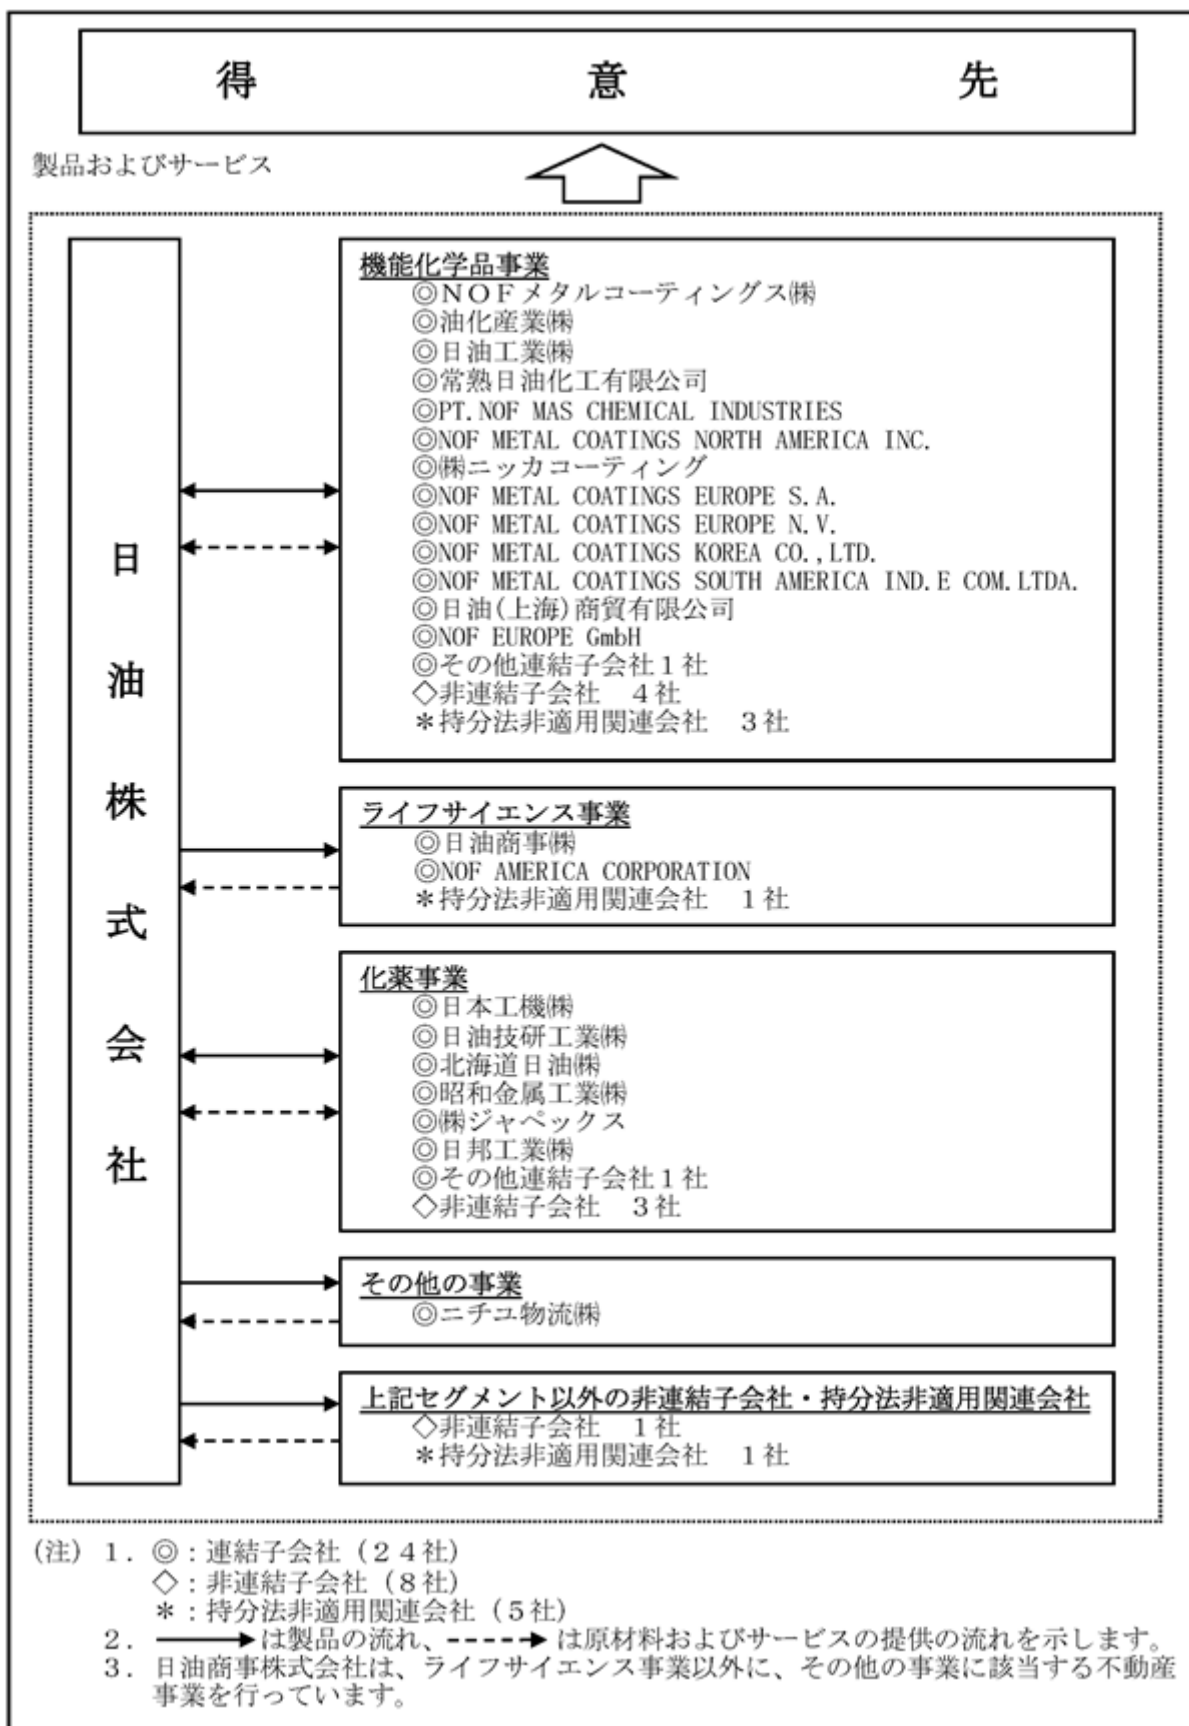 得意先
製品およびサービス
日油株式会社
機能化学品事業
◎NOFメタルコーティングス㈱
◎油化産業㈱
◎日油工業㈱
◎常熟日油化工有限公司
◎PT.NOF MAS CHEMICAL INDUSTRIES
◎NOF METAL COATINGS NORTH AMERICA INC.
◎㈱ニッカコーティング
◎NOF METAL COATINGS EUROPE S.A.
◎NOF METAL COATINGS EUROPE N.V.
◎NOF METAL COATINGS KOREA CO.,LTD.
◎NOF METAL COATINGS SOUTH AMERICA IND.E COM.LTDA.
◎日油(上海)商貿有限公司
◎NOF EUROPE GmbH
◎その他連結子会社１社
◇非連結子会社　４社
＊持分法非適用関連会社　３社
ライフサイエンス事業
◎日油商事㈱
◎NOF AMERICA CORPORATION
＊持分法非適用関連会社　１社
化薬事業
◎日本工機㈱
◎日油技研工業㈱
◎北海道日油㈱
◎昭和金属工業㈱
◎㈱ジャペックス
◎日邦工業㈱
◎その他連結子会社１社
◇非連結子会社　３社
その他の事業
◎ニチユ物流㈱
上記セグメント以外の非連結子会社・持分法非適用関連会社
◇非連結子会社　１社
＊持分法非適用関連会社　１社
(注) １．◎：連結子会社（２４社）
◇：非連結子会社（８社）
＊：持分法非適用関連会社（５社）
２．は製品の流れ、は原材料およびサービスの提供の流れを示します。
３．日油商事株式会社は、ライフサイエンス事業以外に、その他の事業に該当する不動産
事業を行っています。